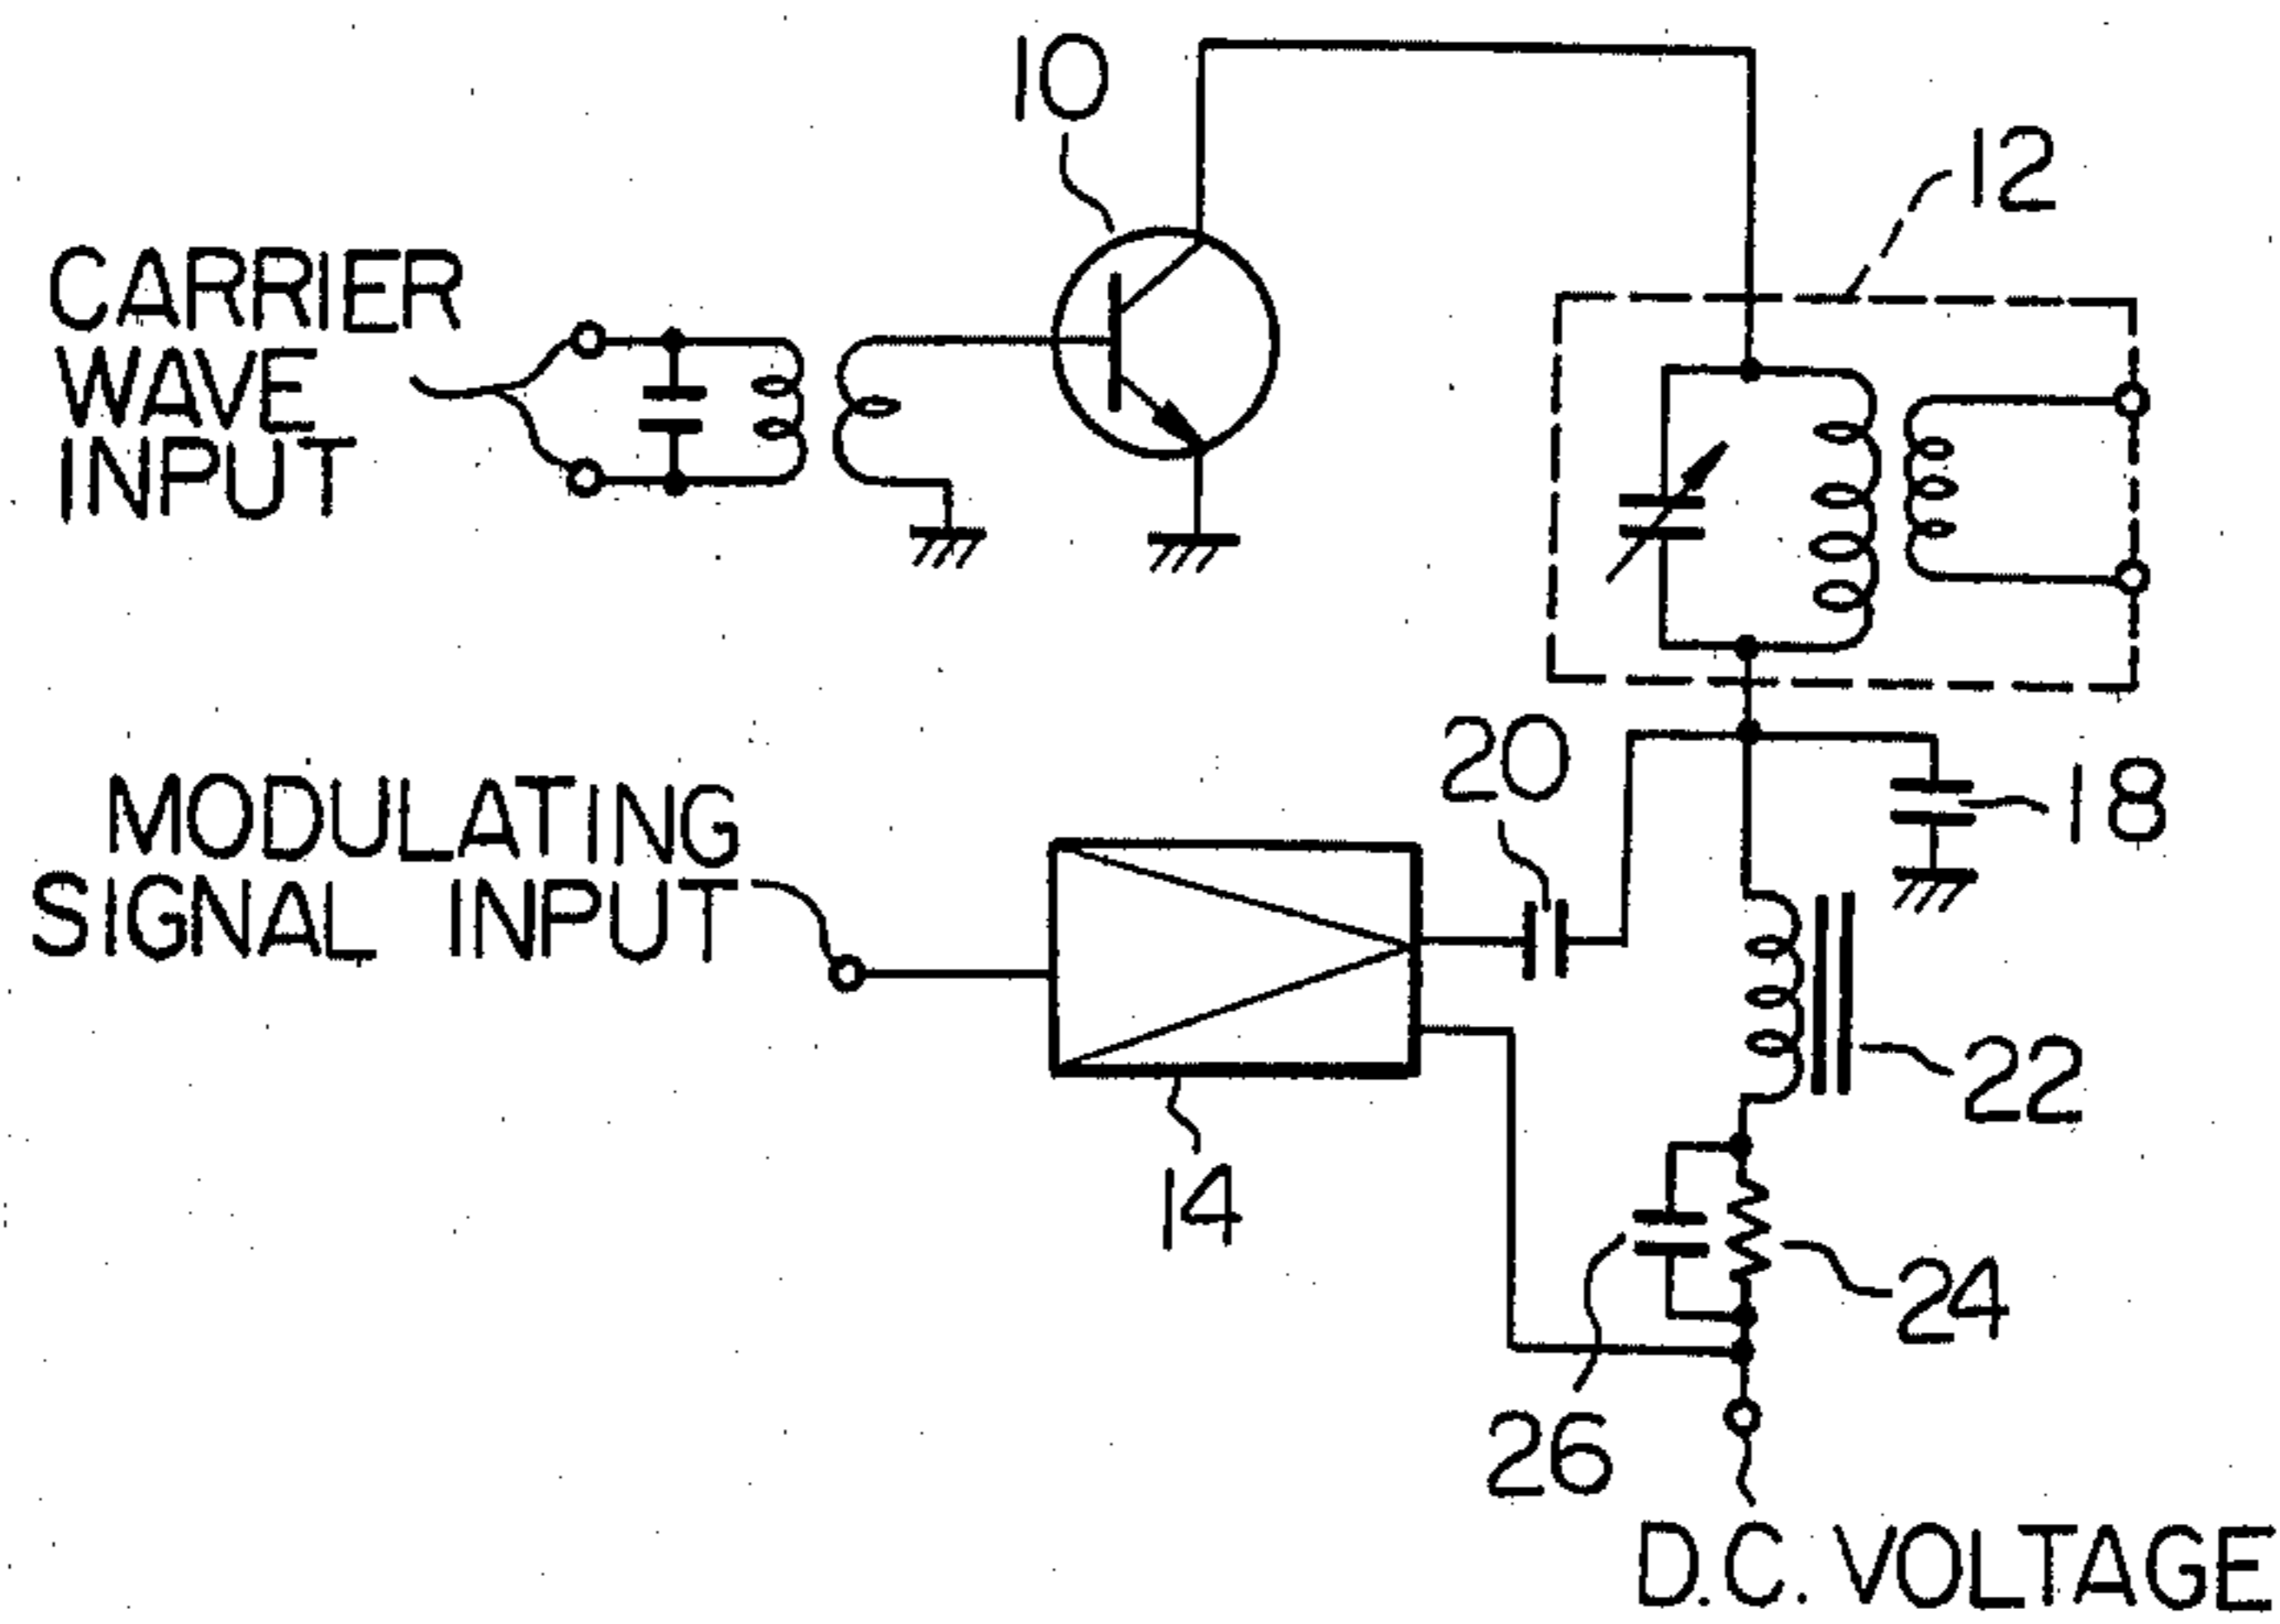 10
12
CARRIER
WAVE
INPUT
20
18
MODULATING
SIGNAL INPUT
22
14
24
26
D.C. VOLTAGE